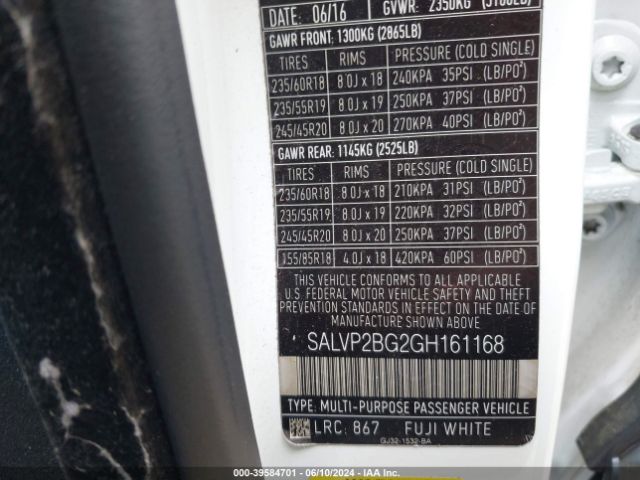 DATE: 06/16 GVWR: 2350KG (5180LB)
GAWR FRONT: 1300KG (2865LB)
TIRES RIMS PRESSURE (COLD SINGLE)
235/60R18 8.0J x 18 240KPA 35PSI (LB/PO²)
235/55R19 8.0J x 19 250KPA 37PSI (LB/PO²)
245/45R20 8.0J x 20 270KPA 40PSI (LB/PO²)
GAWR REAR: 1145KG (2525LB)
TIRES RIMS PRESSURE (COLD SINGLE)
235/60R18 8.0J x 18 210KPA 31PSI (LB/PO²)
235/55R19 8.0J x 19 220KPA 32PSI (LB/PO²)
245/45R20 8.0J x 20 250KPA 37PSI (LB/PO²)
155/85R18 4.0J x 18 420KPA 60PSI (LB/PO²)
THIS VEHICLE CONFORMS TO ALL APPLICABLE
U.S. FEDERAL MOTOR VEHICLE SAFETY AND THEFT
PREVENTION STANDARDS IN EFFECT ON THE DATE OF
MANUFACTURE SHOWN ABOVE
SALVP2BG2GH161168
TYPE: MULTI-PURPOSE PASSENGER VEHICLE
LRC: 867 FUJI WHITE
GJ32-1532-BA
000-39584701 - 06/10/2024 - IAAI.COM